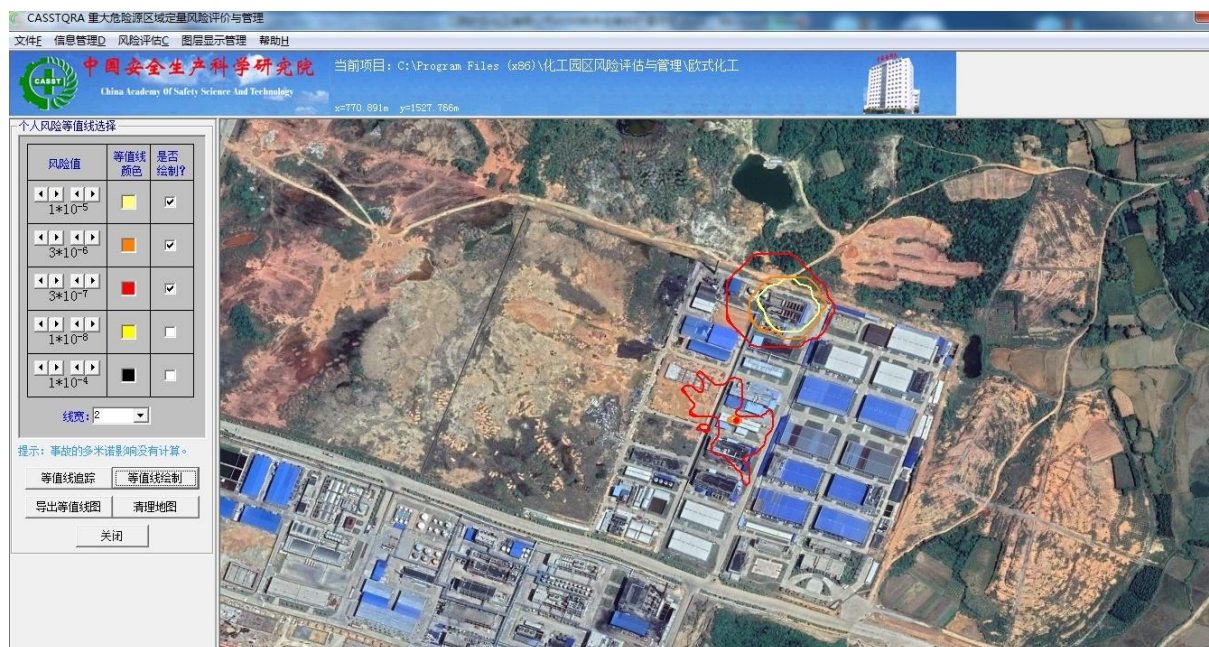 CASSTQRA 重大危险源区域定量风险评价与管理
文件F 信息管理D 风险评估C 图层显示管理 帮助H
CASST
中国安全生产科学研究院
China Academy Of Safety Science And Technology
当前项目: C:\Program Files (x86)\化工园区风险评估与管理\欧式化工
x=770.891m y=1527.766m
个人风险等值线选择
风险值 等值线颜色 是否绘制?
1*10-5
3*10-6
3*10-7
1*10-8
1*10-4
线宽: 2
提示: 事故的多米诺影响没有计算。
等值线追踪 等值线绘制
导出等值线图 清理地图
关闭